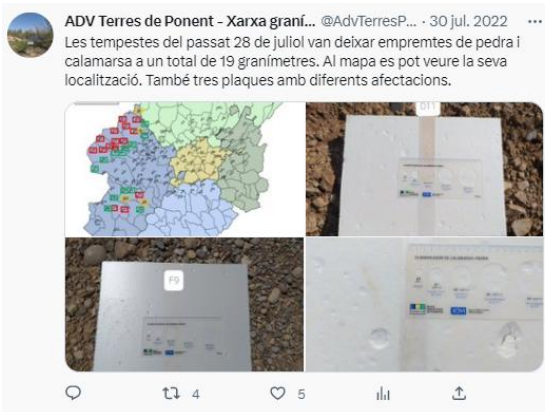 ADV Terres de Ponent - Xarxa graní... @AdvTerresP... · 30 jul. 2022 ···
Les tempestes del passat 28 de juliol van deixar empremtes de pedra i
calamarsa a un total de 19 granímetres. Al mapa es pot veure la seva
localització. També tres plaques amb diferents afectacions.
D11
F9
4
5